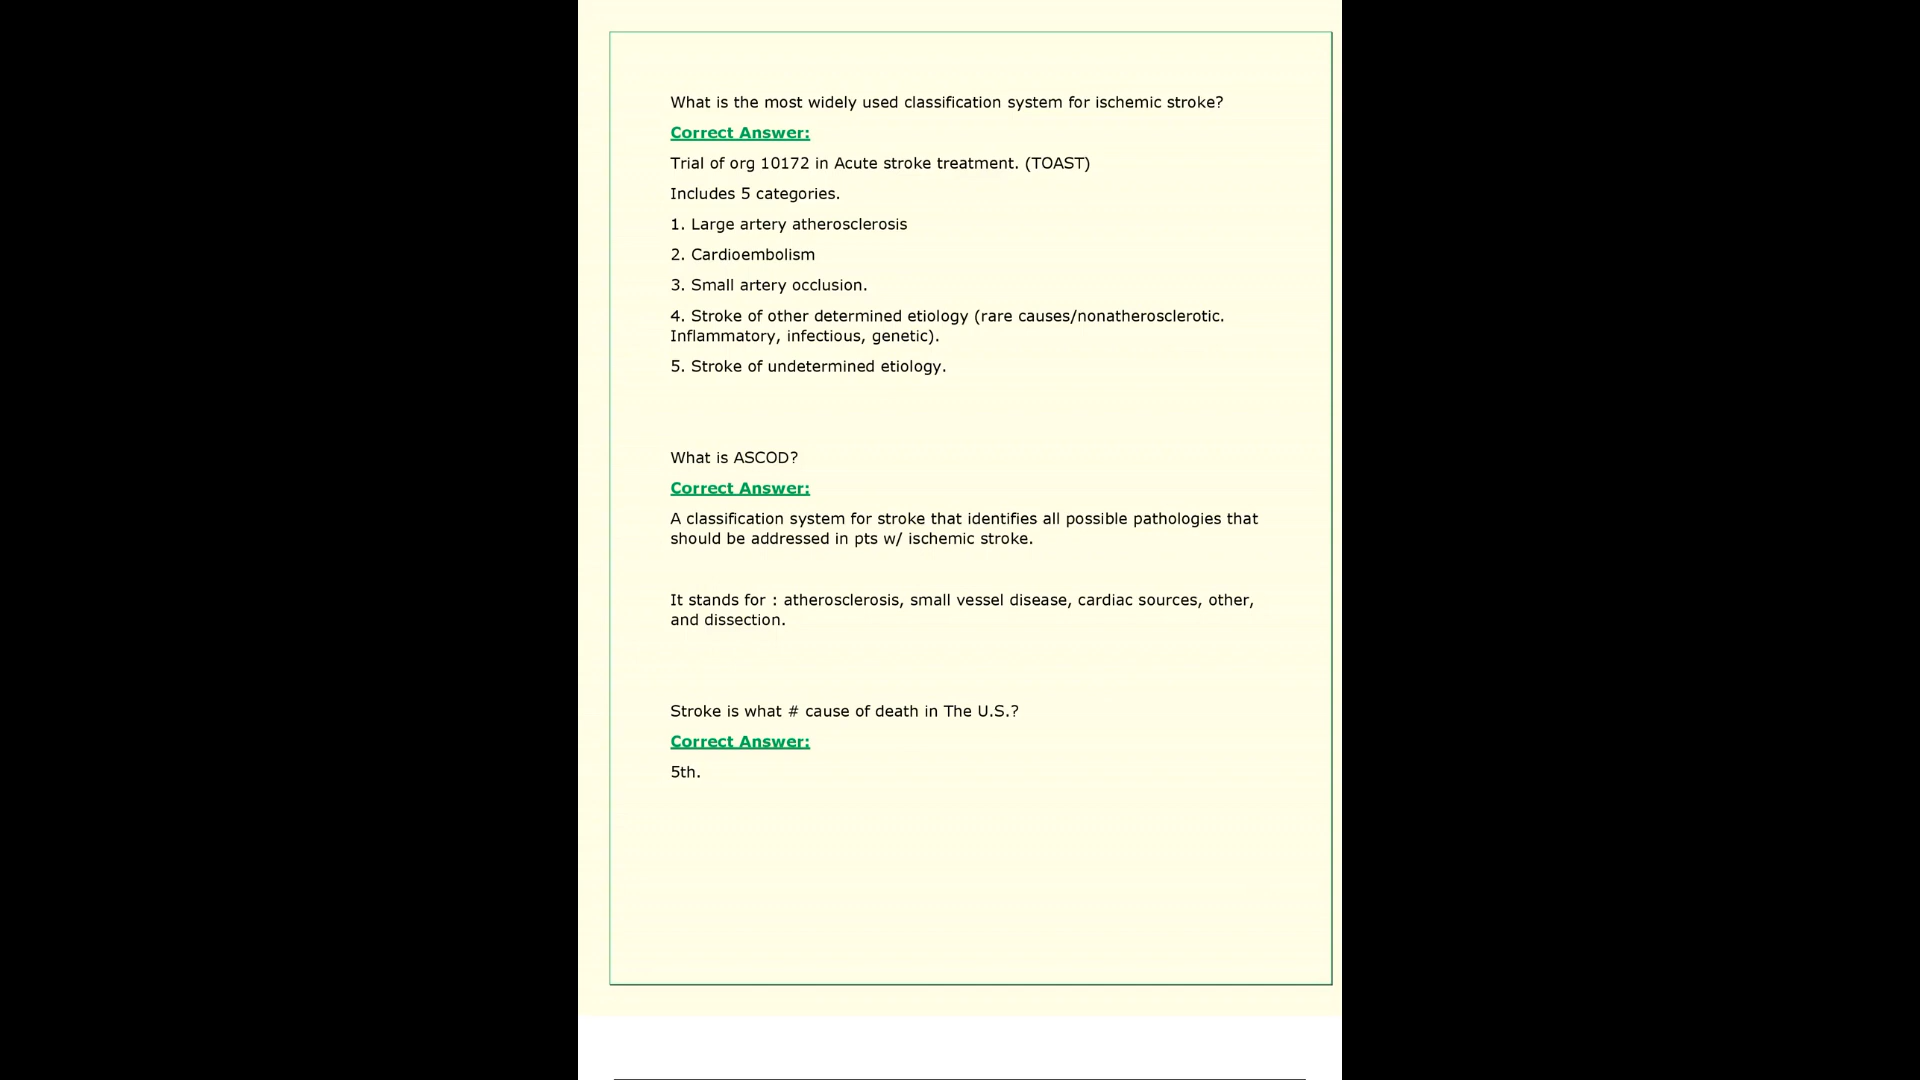 What is the most widely used classification system for ischemic stroke?
Correct Answer:
Trial of org 10172 in Acute stroke treatment. (TOAST)
Includes 5 categories.
1. Large artery atherosclerosis
2. Cardioembolism
3. Small artery occlusion.
4. Stroke of other determined etiology (rare causes/nonatherosclerotic.
Inflammatory, infectious, genetic).
5. Stroke of undetermined etiology.
What is ASCOD?
Correct Answer:
A classification system for stroke that identifies all possible pathologies that
should be addressed in pts w/ ischemic stroke.
It stands for : atherosclerosis, small vessel disease, cardiac sources, other,
and dissection.
Stroke is what # cause of death in The U.S.?
Correct Answer:
5th.